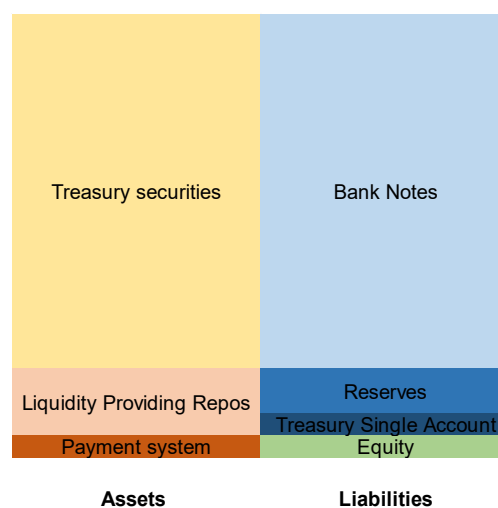 Treasury securities
Bank Notes
Liquidity Providing Repos
Reserves
Treasury Single Account
Payment system
Equity
Assets
Liabilities